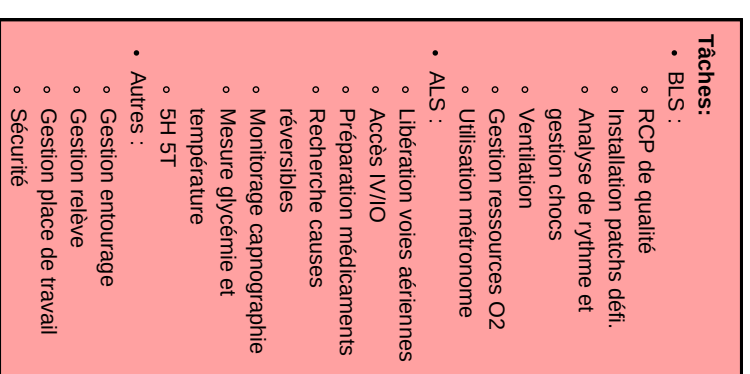 Tâches:
• BLS :
◦ RCP de qualité
◦ Installation patchs défi.
◦ Analyse de rythme et
gestion chocs
◦ Ventilation
◦ Gestion ressources O2
◦ Utilisation métronome
• ALS :
◦ Libération voies aériennes
◦ Accès IV/IO
◦ Préparation médicaments
◦ Recherche causes
réversibles
◦ Monitorage capnographie
◦ Mesure glycémie et
température
◦ 5H 5T
• Autres :
◦ Gestion entourage
◦ Gestion relève
◦ Gestion place de travail
◦ Sécurité